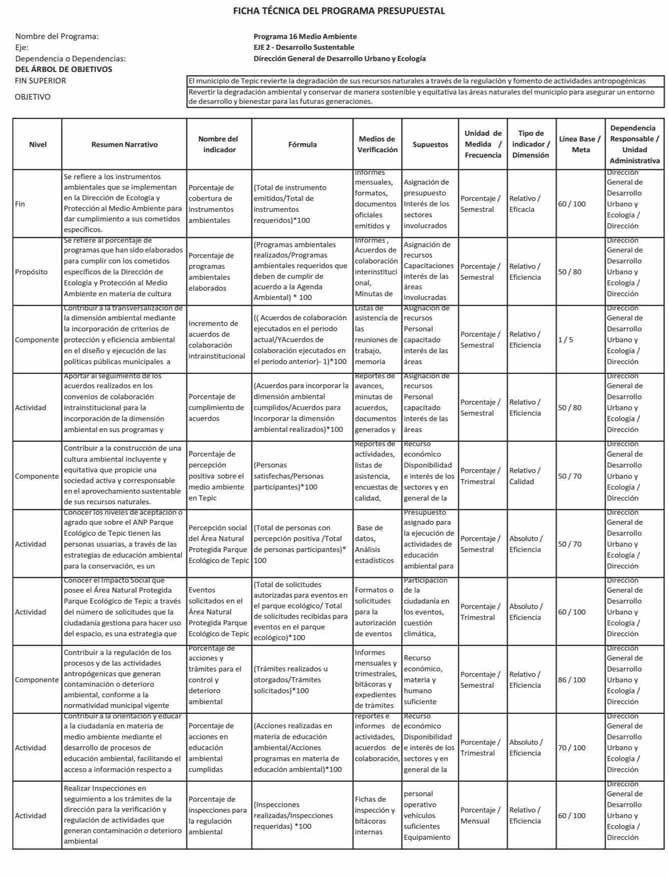 FICHA TÉCNICA DEL PROGRAMA PRESUPUESTAL
Nombre del Programa: Programa 16 Medio Ambiente
Eje: EJE 2 - Desarrollo Sustentable
Dependencia o Dependencias: Dirección General de Desarrollo Urbano y Ecología
DEL ÁRBOL DE OBJETIVOS
FIN SUPERIOR El municipio de Tepic revierte la degradación de sus recursos naturales a través de la regulación y fomento de actividades antropogénicas
OBJETIVO Revertir la degradación ambiental y conservar de manera sostenible y equitativa las áreas naturales del municipio para asegurar un entorno
de desarrollo y bienestar para las futuras generaciones.
Nivel
Resumen Narrativo
Nombre del
indicador
Fórmula
Medios de
Verificación
Supuestos
Unidad de
Medida /
Frecuencia
Tipo de
indicador /
Dimensión
Línea Base /
Meta
Dependencia
Responsable /
Unidad
Administrativa
Fin
Se refiere a los instrumentos
ambientales que se implementan
en la Dirección de Ecología y
Protección al Medio Ambiente para
dar cumplimiento a sus cometidos
específicos.
Porcentaje de
cobertura de
instrumentos
ambientales
(Total de instrumento
emitidos/Total de
instrumentos
requeridos)*100
Informes
mensuales,
formatos,
documentos
oficiales
emitidos y
Asignación de
presupuesto
Interés de los
sectores
involucrados
Porcentaje /
Semestral
Relativo /
Eficacia
60 / 100
Dirección
General de
Desarrollo
Urbano y
Ecología /
Dirección
Propósito
Se refiere al porcentaje de
programas que han sido elaborados
para cumplir con los cometidos
específicos de la Dirección de
Ecología y Protección al Medio
Ambiente en materia de cultura
Porcentaje de
programas
ambientales
elaborados
(Programas ambientales
realizados/Programas
ambientales requeridos que
deben de cumplir de
acuerdo a la Agenda
Ambiental) * 100
Informes ,
Acuerdos de
colaboración
interinstituci
onal,
Minutas de
Asignación de
recursos
Capacitaciones
interés de las
áreas
involucradas
Porcentaje /
Semestral
Relativo /
Eficiencia
50 / 80
Dirección
General de
Desarrollo
Urbano y
Ecología /
Dirección
Componente
Contribuir a la transversalización de
la dimensión ambiental mediante
la incorporación de criterios de
protección y eficiencia ambiental
en el diseño y ejecución de las
políticas públicas municipales a
Incremento de
acuerdos de
colaboración
intrainstitucional
(( Acuerdos de colaboración
ejecutados en el periodo
actual/YAcuerdos de
colaboración ejecutados en
el periodo anterior)- 1)*100
Listas de
asistencia de
las
reuniones de
trabajo,
memoria
Asignación de
recursos
Personal
capacitado
interés de las
áreas
Porcentaje /
Semestral
Relativo /
Eficiencia
1 / 5
Dirección
General de
Desarrollo
Urbano y
Ecología /
Dirección
Actividad
Aportar al seguimiento de los
acuerdos realizados en los
convenios de colaboración
intrainstitucional para la
incorporación de la dimensión
ambiental en sus programas y
Porcentaje de
cumplimiento de
acuerdos
(Acuerdos para incorporar la
dimensión ambiental
cumplidos/Acuerdos para
incorporar la dimensión
ambiental realizados)*100
Reportes de
avances,
minutas de
acuerdos,
documentos
generados y
Asignación de
recursos
Personal
capacitado
interés de las
áreas
Porcentaje /
Semestral
Relativo /
Eficiencia
50 / 80
Dirección
General de
Desarrollo
Urbano y
Ecología /
Dirección
Componente
Contribuir a la construcción de una
cultura ambiental incluyente y
equitativa que propicie una
sociedad activa y corresponsable
en el aprovechamiento sustentable
de sus recursos naturales.
Porcentaje de
percepción
positiva sobre el
medio ambiente
en Tepic
(Personas
satisfechas/Personas
participantes)*100
Reportes de
actividades,
listas de
asistencia,
encuestas de
calidad,
Recurso
económico
Disponibilidad
e interés de los
sectores y en
general de la
Porcentaje /
Trimestral
Relativo /
Calidad
50 / 70
Dirección
General de
Desarrollo
Urbano y
Ecología /
Dirección
Actividad
Conocer los niveles de aceptación o
agrado que sobre el ANP Parque
Ecológico de Tepic tienen las
personas usuarias, a través de las
estrategias de educación ambiental
para la conservación, es un
Percepción social
del Área Natural
Protegida Parque
Ecológico de Tepic
(Total de personas con
percepción positiva /Total
de personas participantes)*
100
Base de
datos,
Análisis
estadísticos
Presupuesto
asignado para
la ejecución de
actividades de
educación
ambiental para
Porcentaje /
Semestral
Absoluto /
Eficiencia
50 / 70
Dirección
General de
Desarrollo
Urbano y
Ecología /
Dirección
Actividad
Conocer el Impacto Social que
posee el Área Natural Protegida
Parque Ecológico de Tepic a través
del número de solicitudes que la
ciudadanía gestiona para hacer uso
del espacio, es una estrategia que
Eventos
solicitados en el
Área Natural
Protegida Parque
Ecológico de Tepic
(Total de solicitudes
autorizadas para eventos en
el parque ecológico/ Total
de solicitudes recibidas para
eventos en el parque
ecológico)*100
Formatos o
solicitudes
para la
autorización
de eventos
Participación
de la
ciudadanía en
los eventos,
cuestión
climática,
Porcentaje /
Trimestral
Absoluto /
Eficiencia
60 / 100
Dirección
General de
Desarrollo
Urbano y
Ecología /
Dirección
Componente
Contribuir a la regulación de los
procesos y de las actividades
antropógenicas que generan
contaminación o deterioro
ambiental, conforme a la
normatividad municipal vigente
Porcentaje de
acciones y
trámites para el
control y
deterioro
ambiental
(Trámites realizados u
otorgados/Trámites
solicitados)*100
Informes
mensuales y
trimestrales,
bitácoras y
expedientes
de trámites
Recurso
económico,
materia y
humano
suficiente
Porcentaje /
Semestral
Relativo /
Eficiencia
86 / 100
Dirección
General de
Desarrollo
Urbano y
Ecología /
Dirección
Actividad
Contribuir a la orientación y educar
a la ciudadanía en materia de
medio ambiente mediante el
desarrollo de procesos de
educación ambiental, facilitando el
acceso a información respecto a
Porcentaje de
acciones en
educación
ambiental
cumplidas
(Acciones realizadas en
materia de educación
ambiental/Acciones
programas en materia de
educación ambiental)*100
reportes e
informes de
actividades,
acuerdos de
colaboración,
Recurso
económico
Disponibilidad
e interés de los
sectores y en
general de la
Porcentaje /
Trimestral
Absoluto /
Eficiencia
70 / 100
Dirección
General de
Desarrollo
Urbano y
Ecología /
Dirección
Actividad
Realizar Inspecciones en
seguimiento a los trámites de la
dirección para la verificación y
regulación de actividades que
generan contaminación o deterioro
ambiental
Porcentaje de
inspecciones para
la regulación
ambiental
(Inspecciones
realizadas/Inspecciones
requeridas) *100
Fichas de
inspección y
bitácoras
internas
personal
operativo
vehículos
suficientes
Equipamiento
Porcentaje /
Mensual
Relativo /
Eficiencia
60 / 100
Dirección
General de
Desarrollo
Urbano y
Ecología /
Dirección